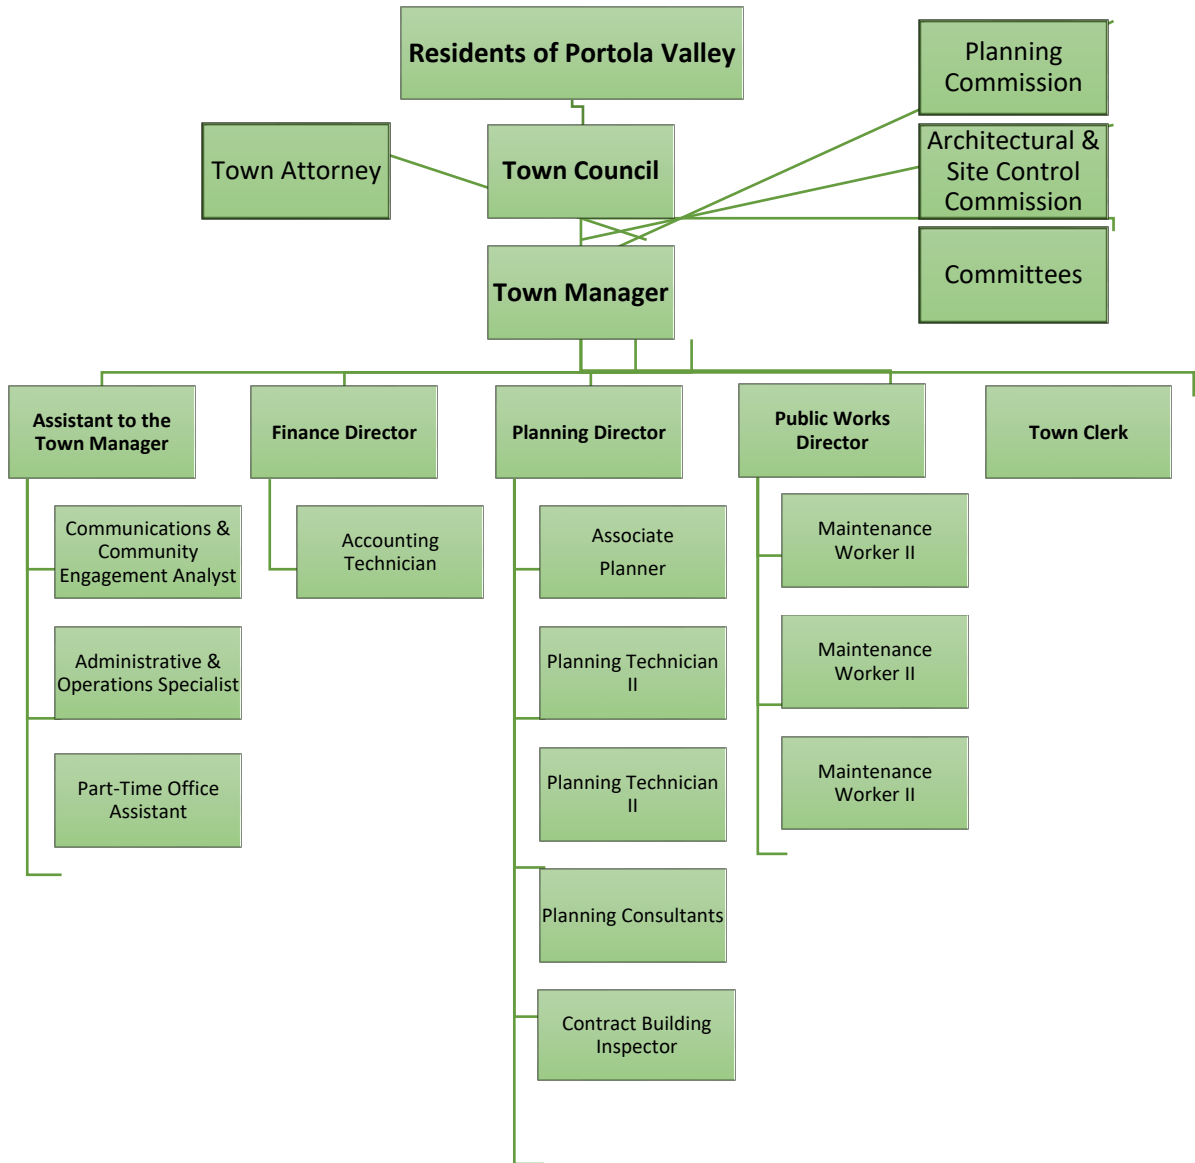 Residents of Portola Valley
Planning
Commission
Town Attorney
Town Council
Architectural &
Site Control
Commission
Town Manager
Committees
Assistant to the
Town Manager
Finance Director
Planning Director
Public Works
Director
Town Clerk
Communications &
Community
Engagement Analyst
Administrative &
Operations Specialist
Part-Time Office
Assistant
Accounting
Technician
Associate
Planner
Planning Technician
II
Planning Technician
II
Planning Consultants
Contract Building
Inspector
Maintenance
Worker II
Maintenance
Worker II
Maintenance
Worker II